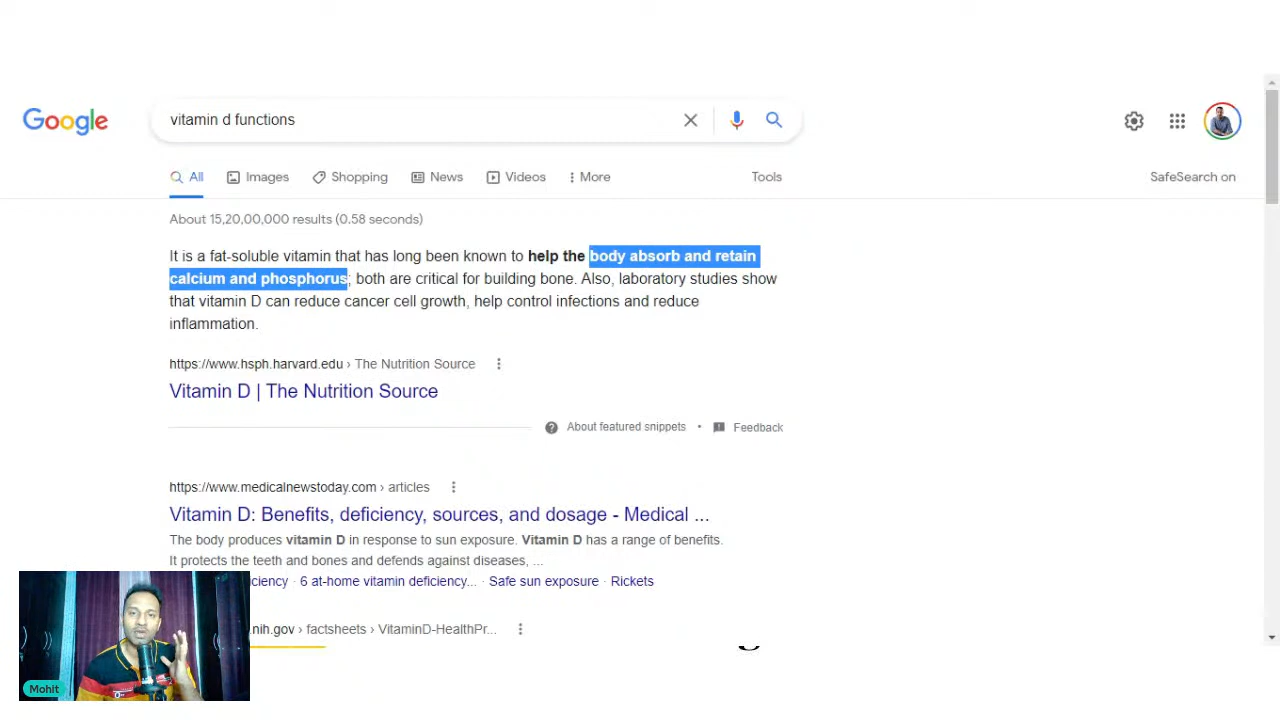 Google
vitamin d functions
All Images Shopping News Videos More Tools SafeSearch on
About 15,20,00,000 results (0.58 seconds)
It is a fat-soluble vitamin that has long been known to help the body absorb and retain
calcium and phosphorus; both are critical for building bone. Also, laboratory studies show
that vitamin D can reduce cancer cell growth, help control infections and reduce
inflammation.
https://www.hsph.harvard.edu › The Nutrition Source
Vitamin D | The Nutrition Source
About featured snippets • Feedback
https://www.medicalnewstoday.com › articles
Vitamin D: Benefits, deficiency, sources, and dosage - Medical ...
The body produces vitamin D in response to sun exposure. Vitamin D has a range of benefits.
It protects the teeth and bones and defends against diseases, ...
ciency · 6 at-home vitamin deficiency... · Safe sun exposure · Rickets
.nih.gov › factsheets › VitaminD-HealthPr...
Mohit